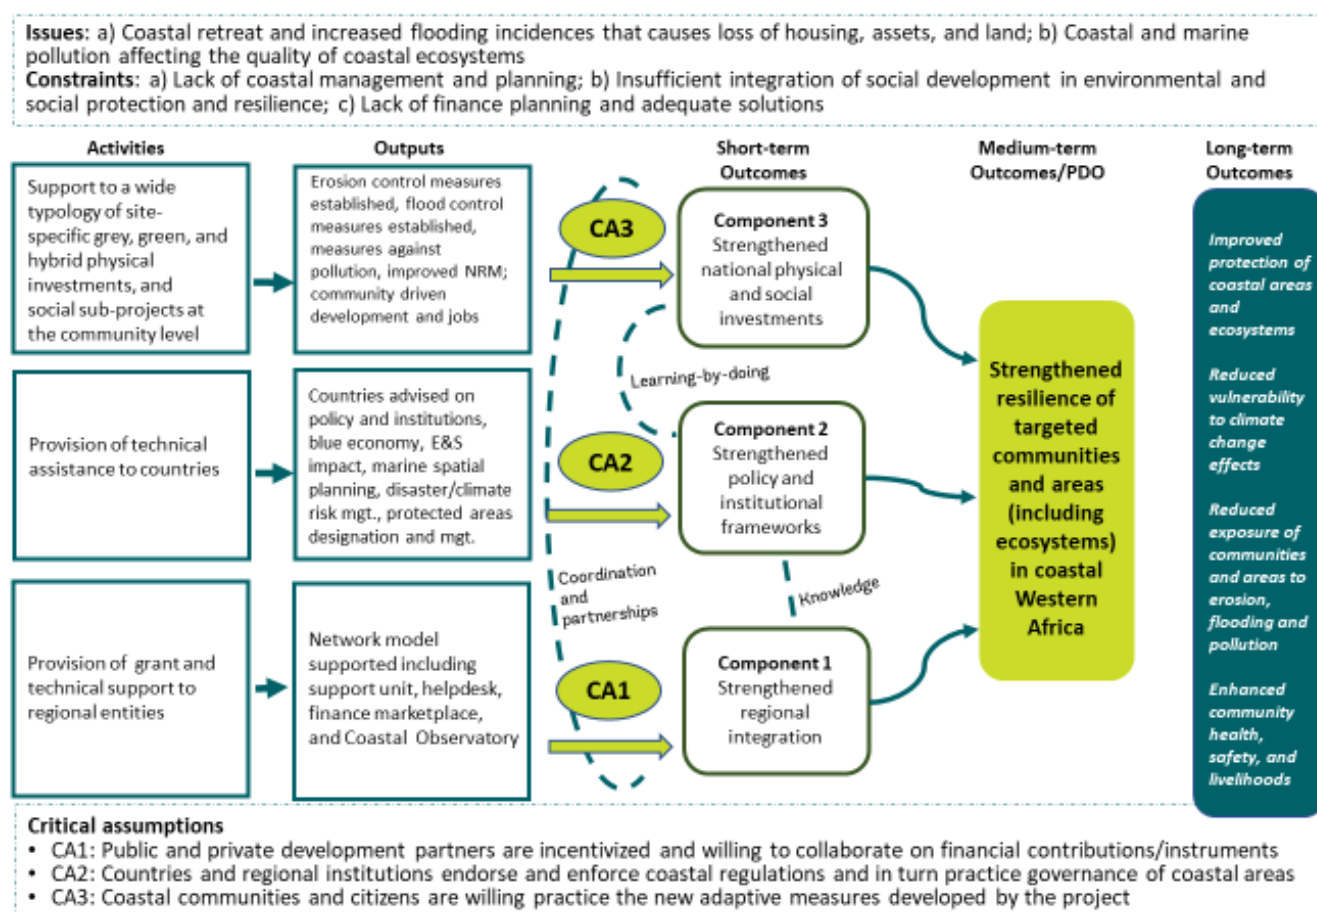 Issues: a) Coastal retreat and increased flooding incidences that causes loss of housing, assets, and land; b) Coastal and marine
pollution affecting the quality of coastal ecosystems
Constraints: a) Lack of coastal management and planning; b) Insufficient integration of social development in environmental and
social protection and resilience; c) Lack of finance planning and adequate solutions
Activities
Outputs
Short-term
Outcomes
Medium-term
Outcomes/PDO
Long-term
Outcomes
Support to a wide
typology of site-
specific grey, green, and
hybrid physical
investments, and
social sub-projects at
the community level
Erosion control measures
established, flood control
measures established,
measures against
pollution, improved NRM;
community driven
development and jobs
CA3
Component 3
Strengthened
national physical
and social
investments
Learning-by-doing
Provision of technical
assistance to countries
Countries advised on
policy and institutions,
blue economy, E&S
impact, marine spatial
planning, disaster/climate
risk mgt., protected areas
designation and mgt.
CA2
Component 2
Strengthened
policy and
institutional
frameworks
Coordination
and
partnerships
Knowledge
Provision of grant and
technical support to
regional entities
Network model
supported including
support unit, helpdesk,
finance marketplace,
and Coastal Observatory
CA1
Component 1
Strengthened
regional
integration
Strengthened
resilience of
targeted
communities
and areas
(including
ecosystems)
in coastal
Western
Africa
Improved
protection of
coastal areas
and
ecosystems
Reduced
vulnerability
to climate
change
effects
Reduced
exposure of
communities
and areas to
erosion,
flooding and
pollution
Enhanced
community
health,
safety, and
livelihoods
Critical assumptions
• CA1: Public and private development partners are incentivized and willing to collaborate on financial contributions/instruments
• CA2: Countries and regional institutions endorse and enforce coastal regulations and in turn practice governance of coastal areas
• CA3: Coastal communities and citizens are willing practice the new adaptive measures developed by the project